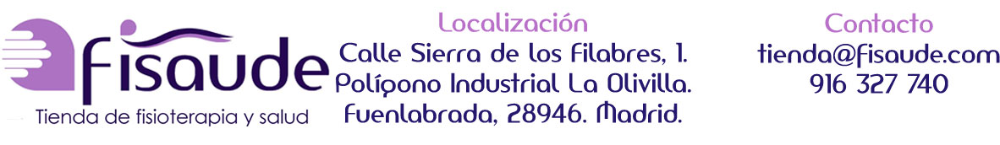 fisaude
Tienda de fisioterapia y salud
Localización
Calle Sierra de los Filabres, 1.
Polígono Industrial La Olivilla.
Fuenlabrada, 28946. Madrid.
Contacto
tienda@fisaude.com
916 327 740